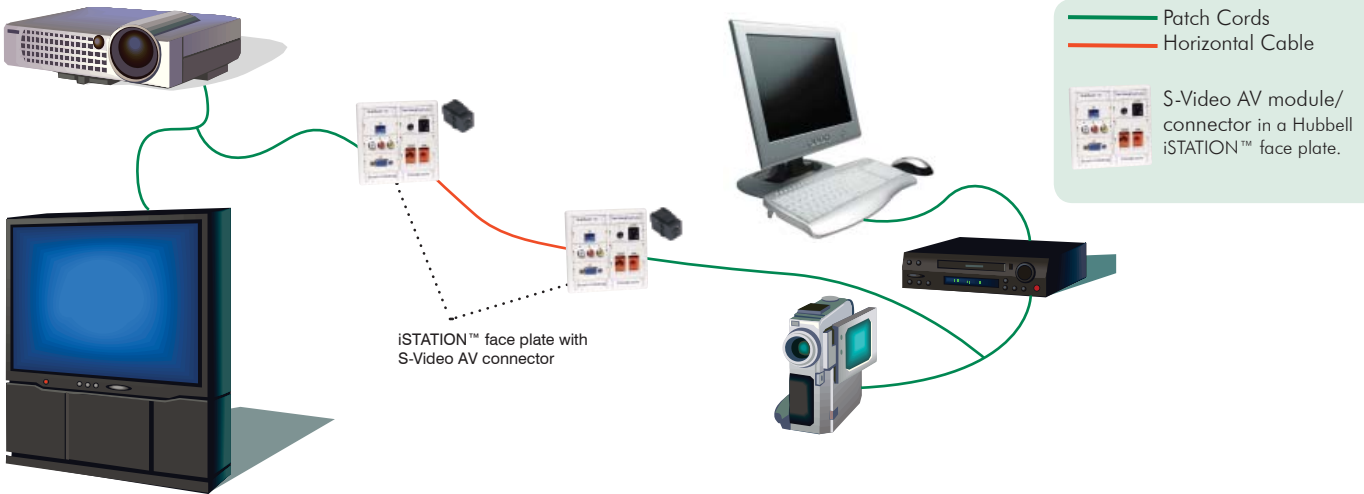 Patch Cords
Horizontal Cable
S-Video AV module/
connector in a Hubbell
iSTATION™ face plate.
iSTATION™ face plate with
S-Video AV connector